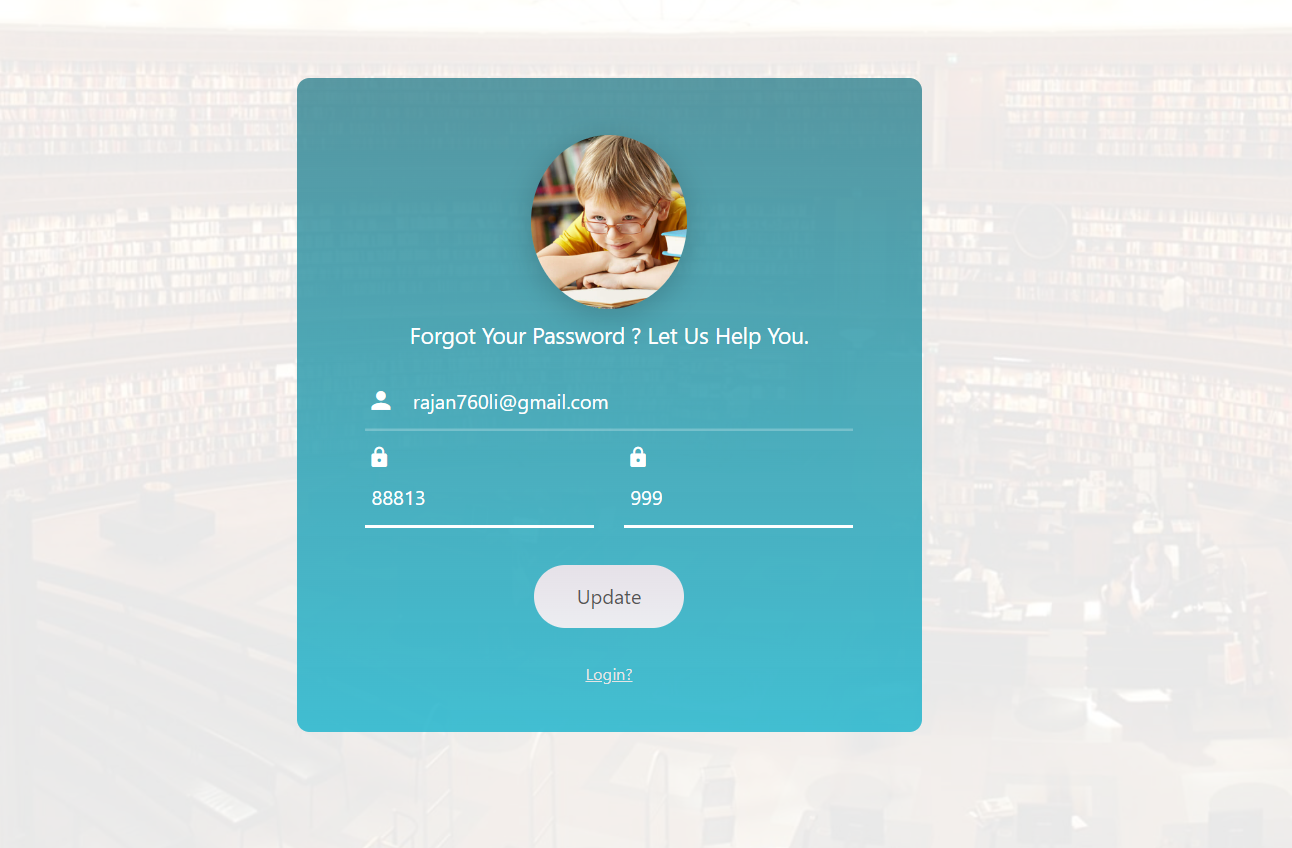 Forgot Your Password ? Let Us Help You.
rajan760li@gmail.com
88813 999
Update
Login?